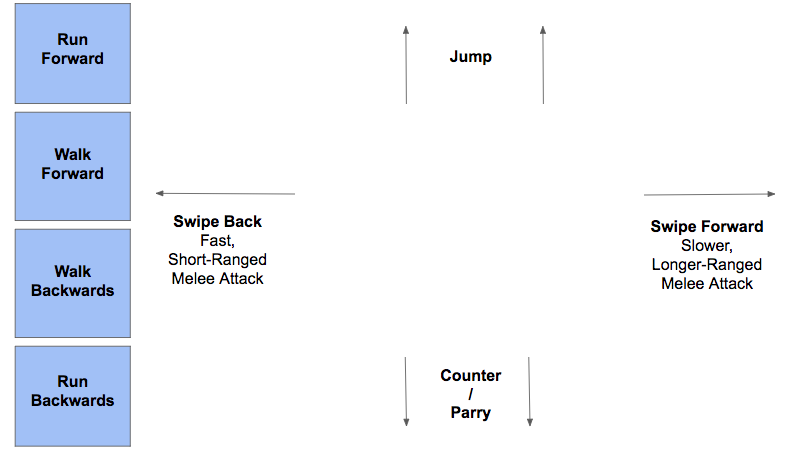 Run
Forward
Jump
Walk
Forward
Swipe Back
Fast,
Short-Ranged
Melee Attack
Swipe Forward
Slower,
Longer-Ranged
Melee Attack
Walk
Backwards
Run
Backwards
Counter
/
Parry